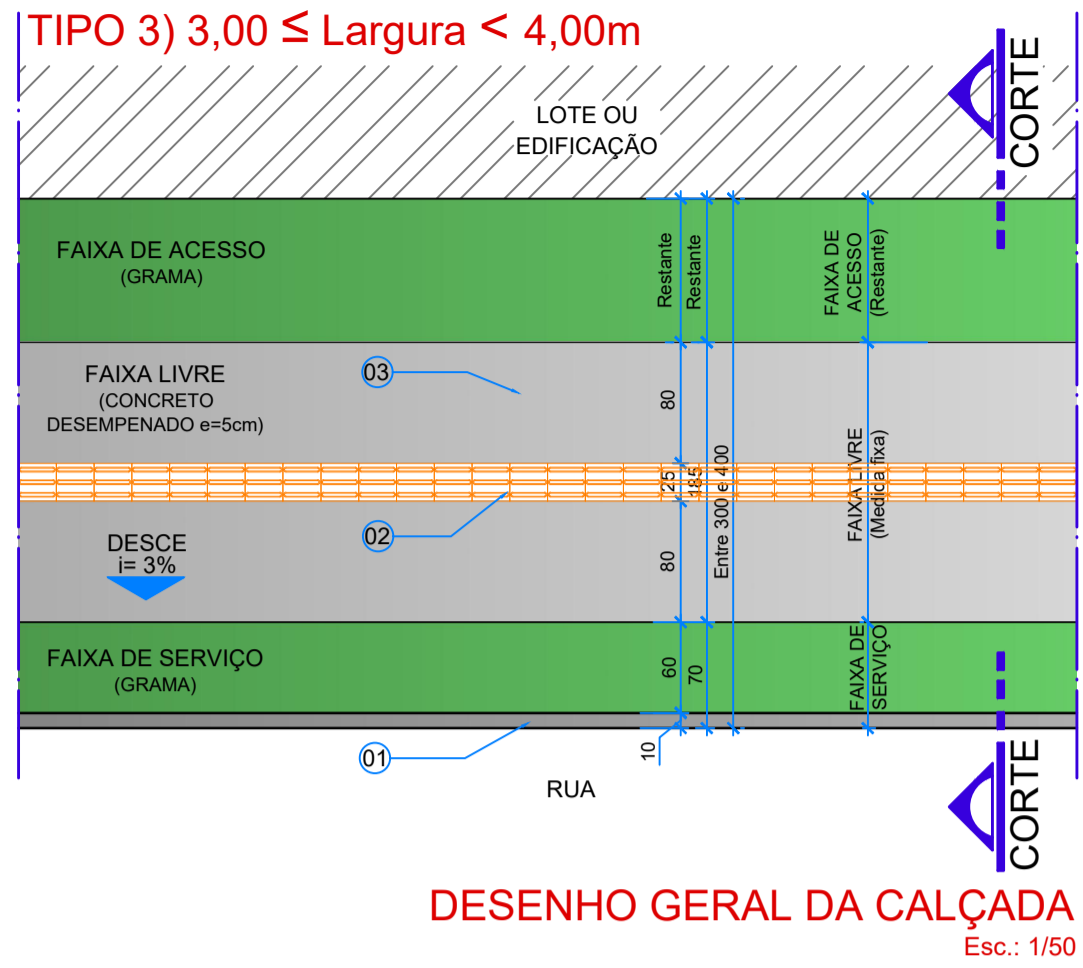 TIPO 3) 3,00 ≤ Largura < 4,00m
CORTE
LOTE OU
EDIFICAÇÃO
FAIXA DE ACESSO
(GRAMA)
Restante
Restante
FAIXA DE
ACESSO
(Restante)
FAIXA LIVRE
(CONCRETO
DESEMPENADO e=5cm)
03
80
25
185
Entre 300 e 400
FAIXA LIVRE
(Medida fixa)
02
DESCE
i= 3%
80
FAIXA DE SERVIÇO
(GRAMA)
60
70
FAIXA DE
SERVIÇO
01
10
RUA
CORTE
DESENHO GERAL DA CALÇADA
Esc.: 1/50